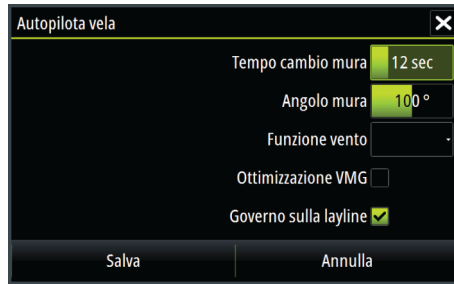 Autopilota vela
Tempo cambio mura 12 sec
Angolo mura 100 °
Funzione vento
Ottimizzazione VMG
Governo sulla layline
Salva Annulla